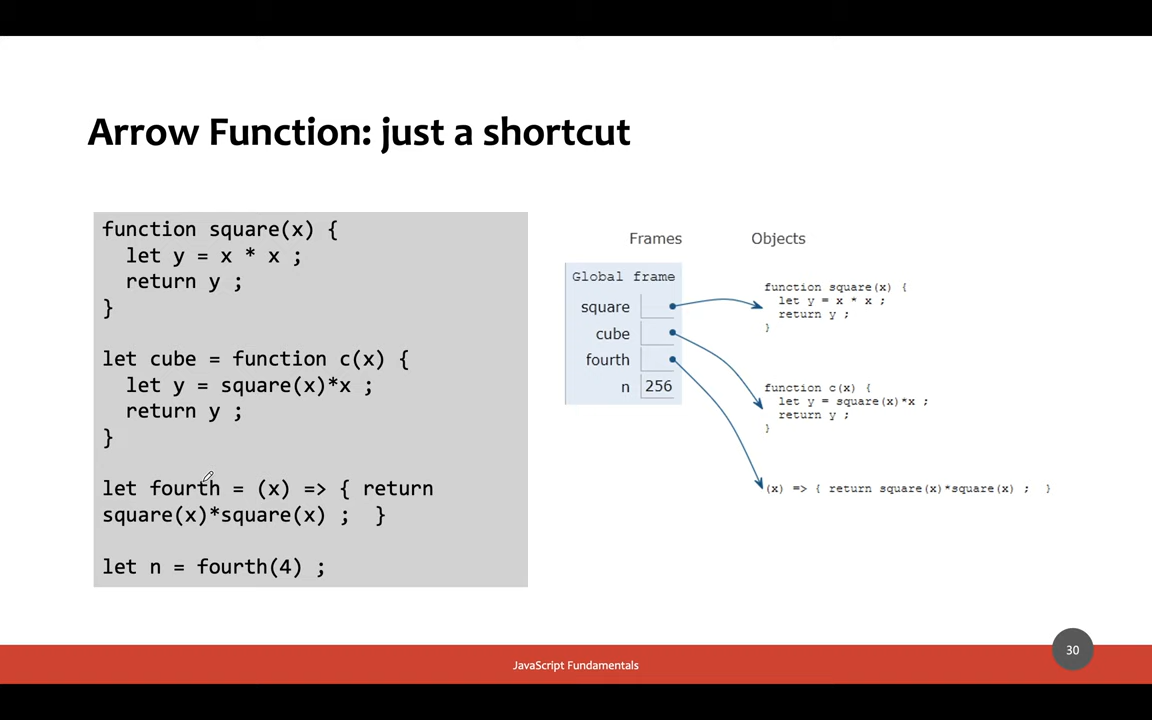 Arrow Function: just a shortcut
function square(x) {
  let y = x * x ;
  return y ;
}
let cube = function c(x) {
  let y = square(x)*x ;
  return y ;
}
let fourth = (x) => { return
square(x)*square(x) ;  }
let n = fourth(4) ;
Frames
Objects
Global frame
square
cube
fourth
n 256
function square(x) {
  let y = x * x ;
  return y ;
}
function c(x) {
  let y = square(x)*x ;
  return y ;
}
(x) => { return square(x)*square(x) ;  }
JavaScript Fundamentals
30